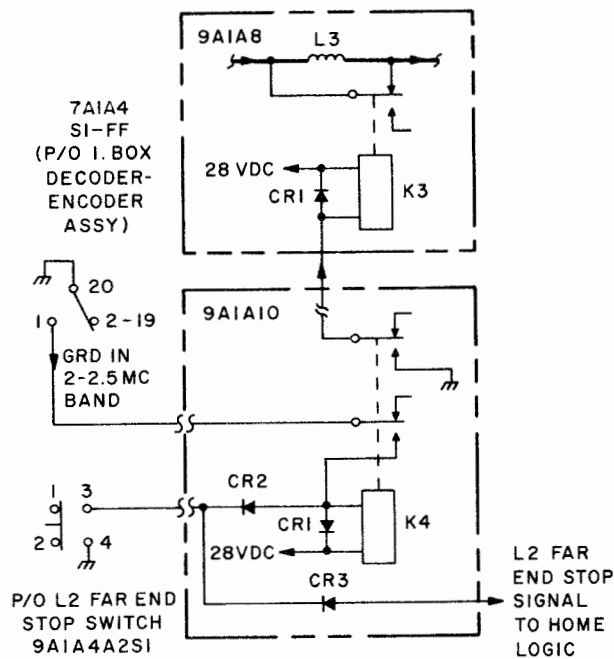 9A1A8
L3
7A1A4
S1-FF
(P/O I. BOX
DECODER-
ENCODER
ASSY)
28 VDC
CR1
K3
20
1
2-19
GRD IN
2-2.5 MC
BAND
9A1A10
1
3
2
4
CR2
CR1
K4
28VDC
CR3
P/O L2 FAR END
STOP SWITCH
9A1A4A2S1
L2 FAR
END STOP
SIGNAL
TO HOME
LOGIC